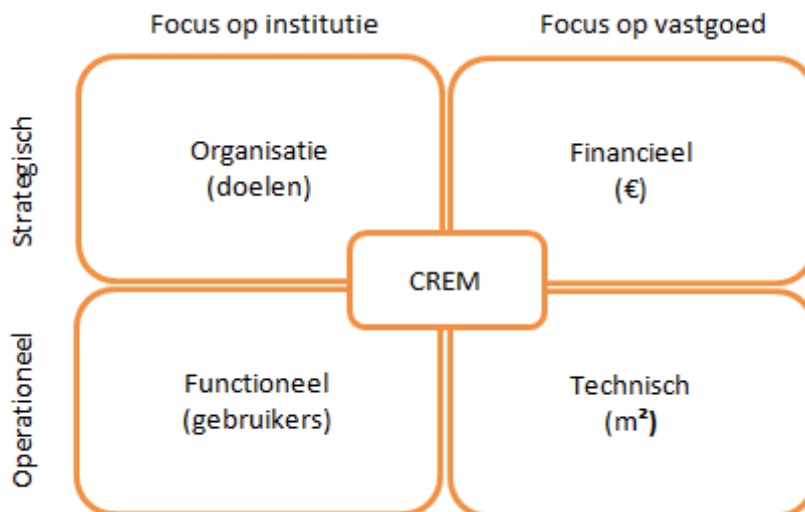 Focus op institutie
Focus op vastgoed
Strategisch
Organisatie
(doelen)
Financieel
(€)
CREM
Operationeel
Functioneel
(gebruikers)
Technisch
(m²)